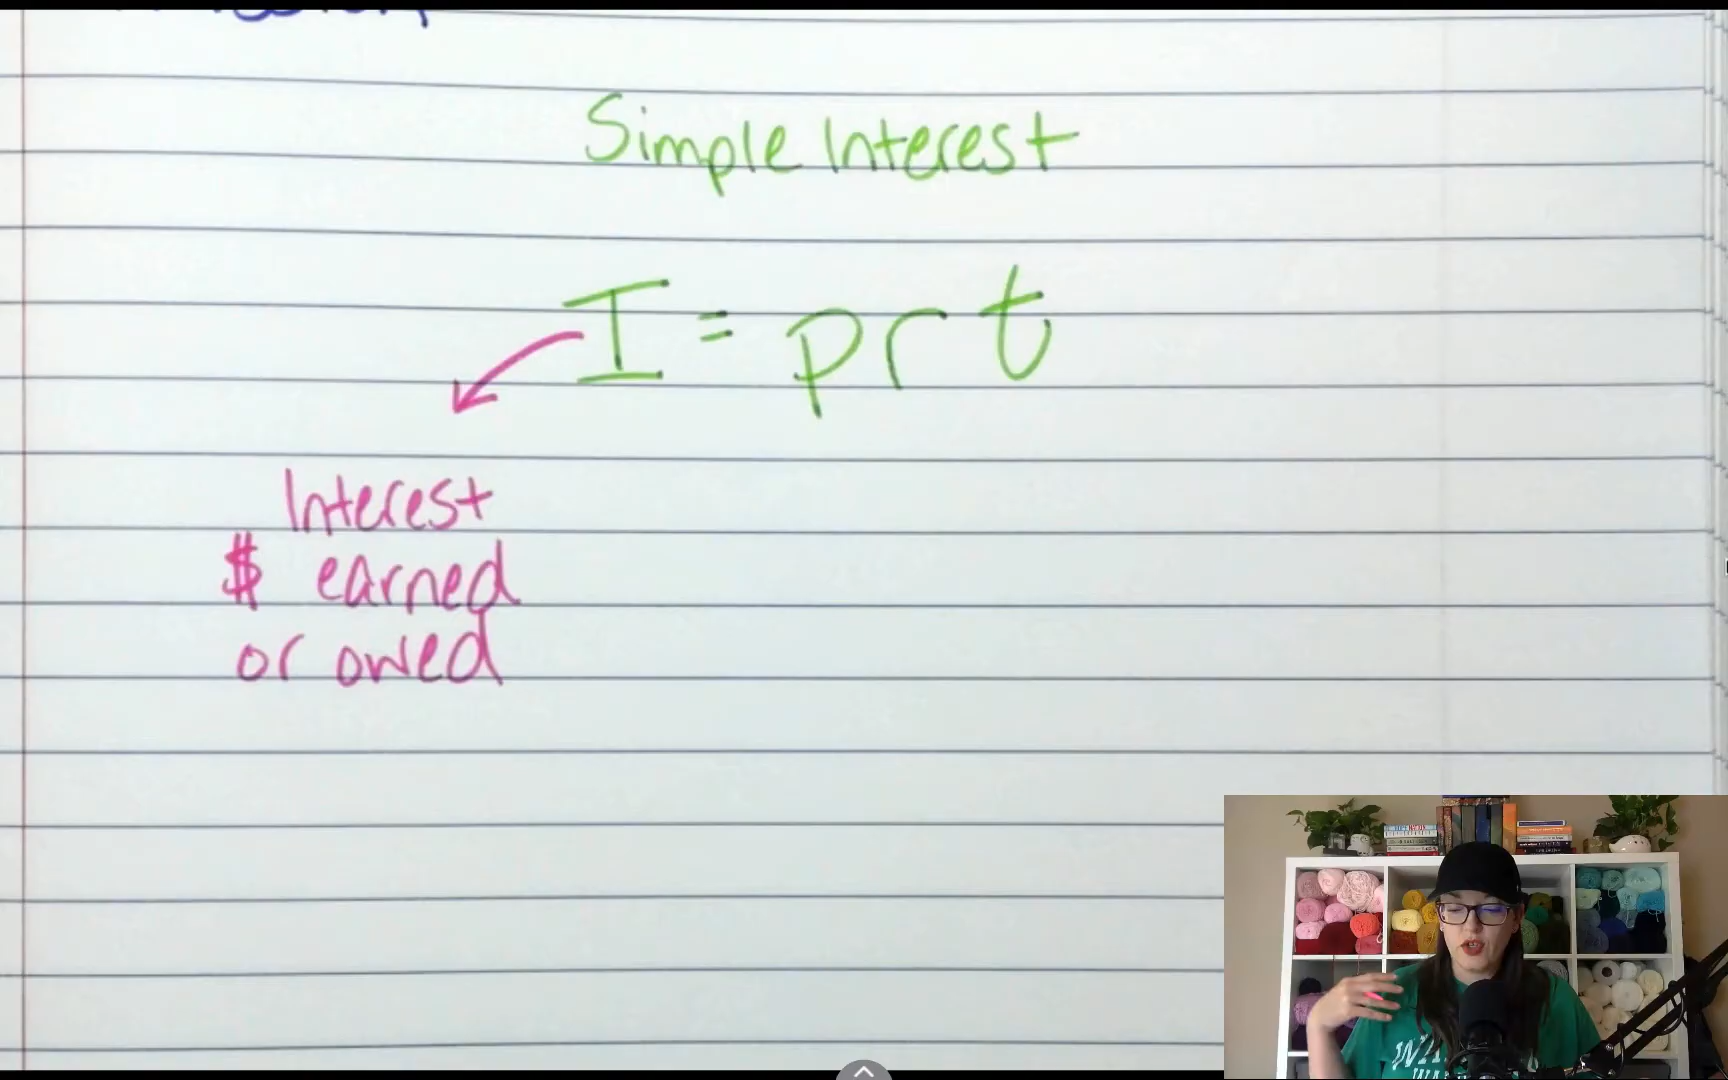 Simple Interest
I = prt
Interest
$ earned
or owed